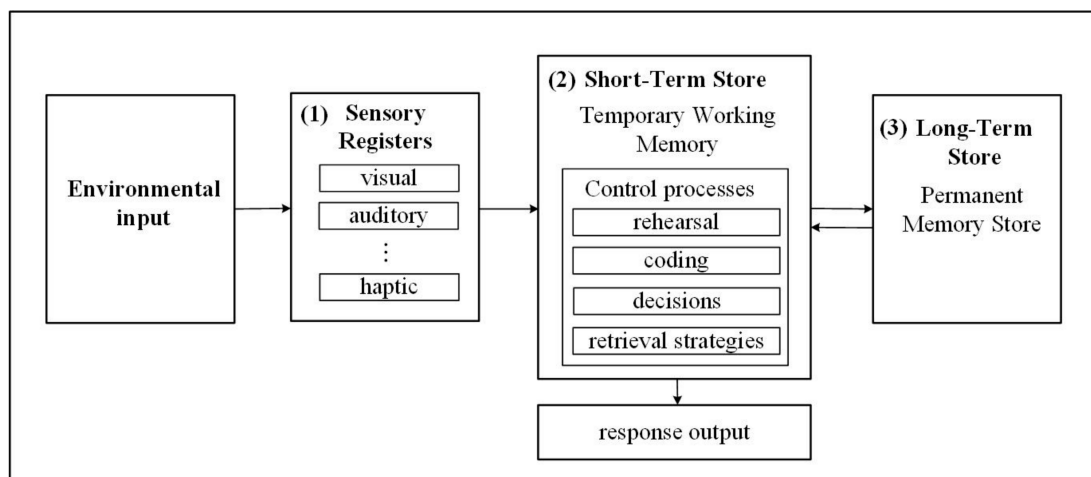 Environmental
input
(1) Sensory
Registers
visual
auditory
⋮
haptic
(2) Short-Term Store
Temporary Working
Memory
Control processes
rehearsal
coding
decisions
retrieval strategies
response output
(3) Long-Term
Store
Permanent
Memory Store